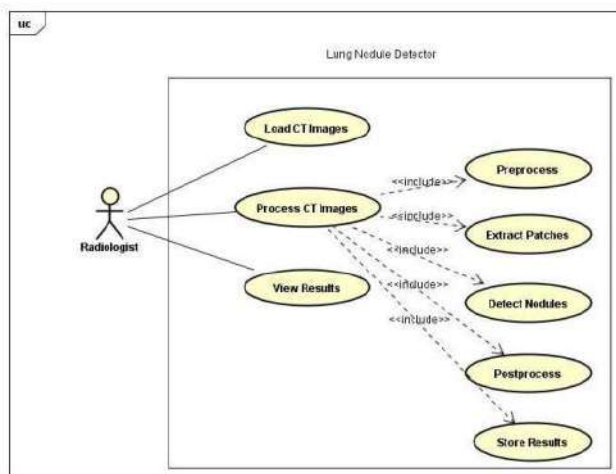 uc
Lung Nodule Detector
Load CT Images
Process CT Images
View Results
Radiologist
<<include>>
<<include>>
<<include>>
<<include>>
<<include>>
Preprocess
Extract Patches
Detect Nodules
Postprocess
Store Results